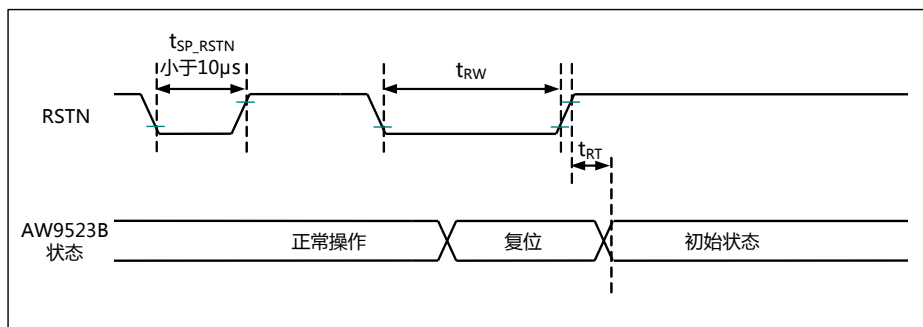 tSP_RSTN
小于10μs
tRW
RSTN
tRT
AW9523B
状态
正常操作
复位
初始状态